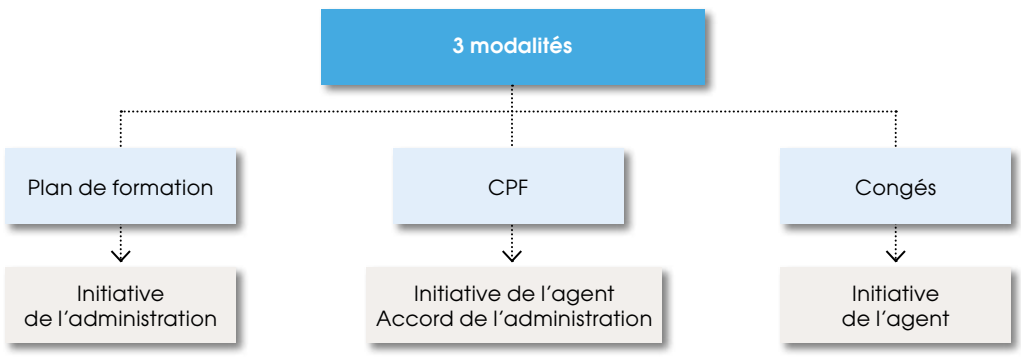 3 modalités
Plan de formation
CPF
Congés
Initiative
de l’administration
Initiative de l’agent
Accord de l’administration
Initiative
de l’agent